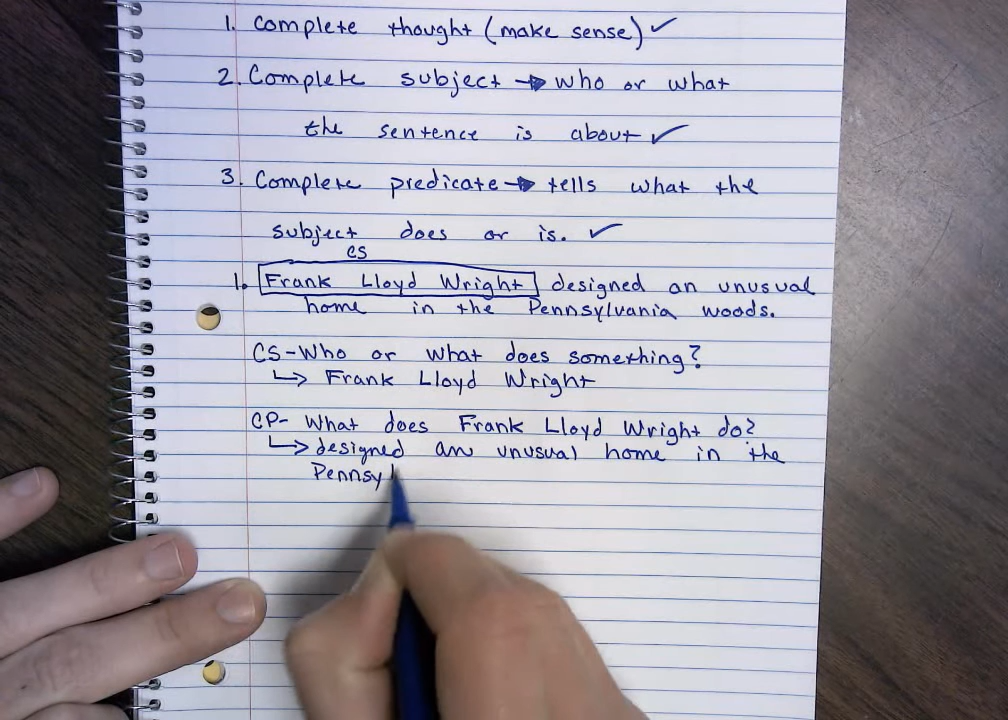 1. Complete thought (make sense) ✓
2. Complete subject → who or what
the sentence is about ✓
3. Complete predicate → tells what the
subject does or is. ✓
CS
1. Frank Lloyd Wright designed an unusual
home in the Pennsylvania woods.
CS-Who or what does something?
↳ Frank Lloyd Wright
CP- What does Frank Lloyd Wright do?
↳ designed an unusual home in the
Pennsyl